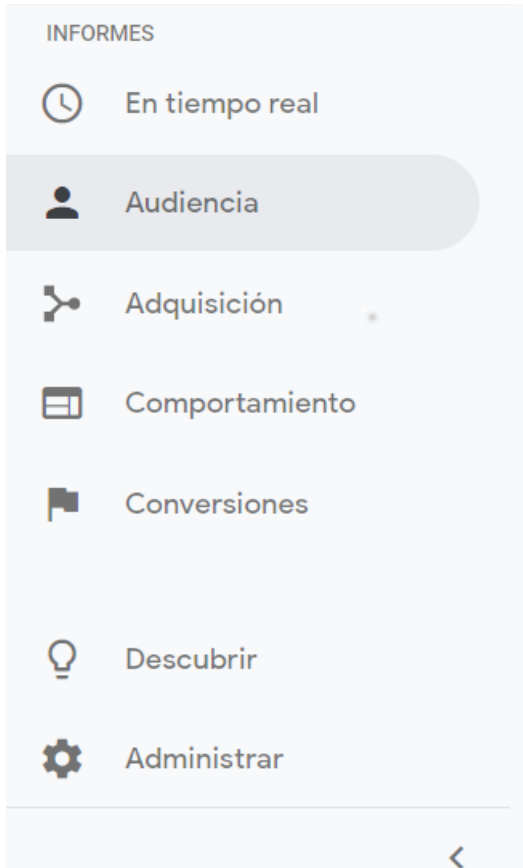 INFORMES
En tiempo real
Audiencia
Adquisición
Comportamiento
Conversiones
Descubrir
Administrar